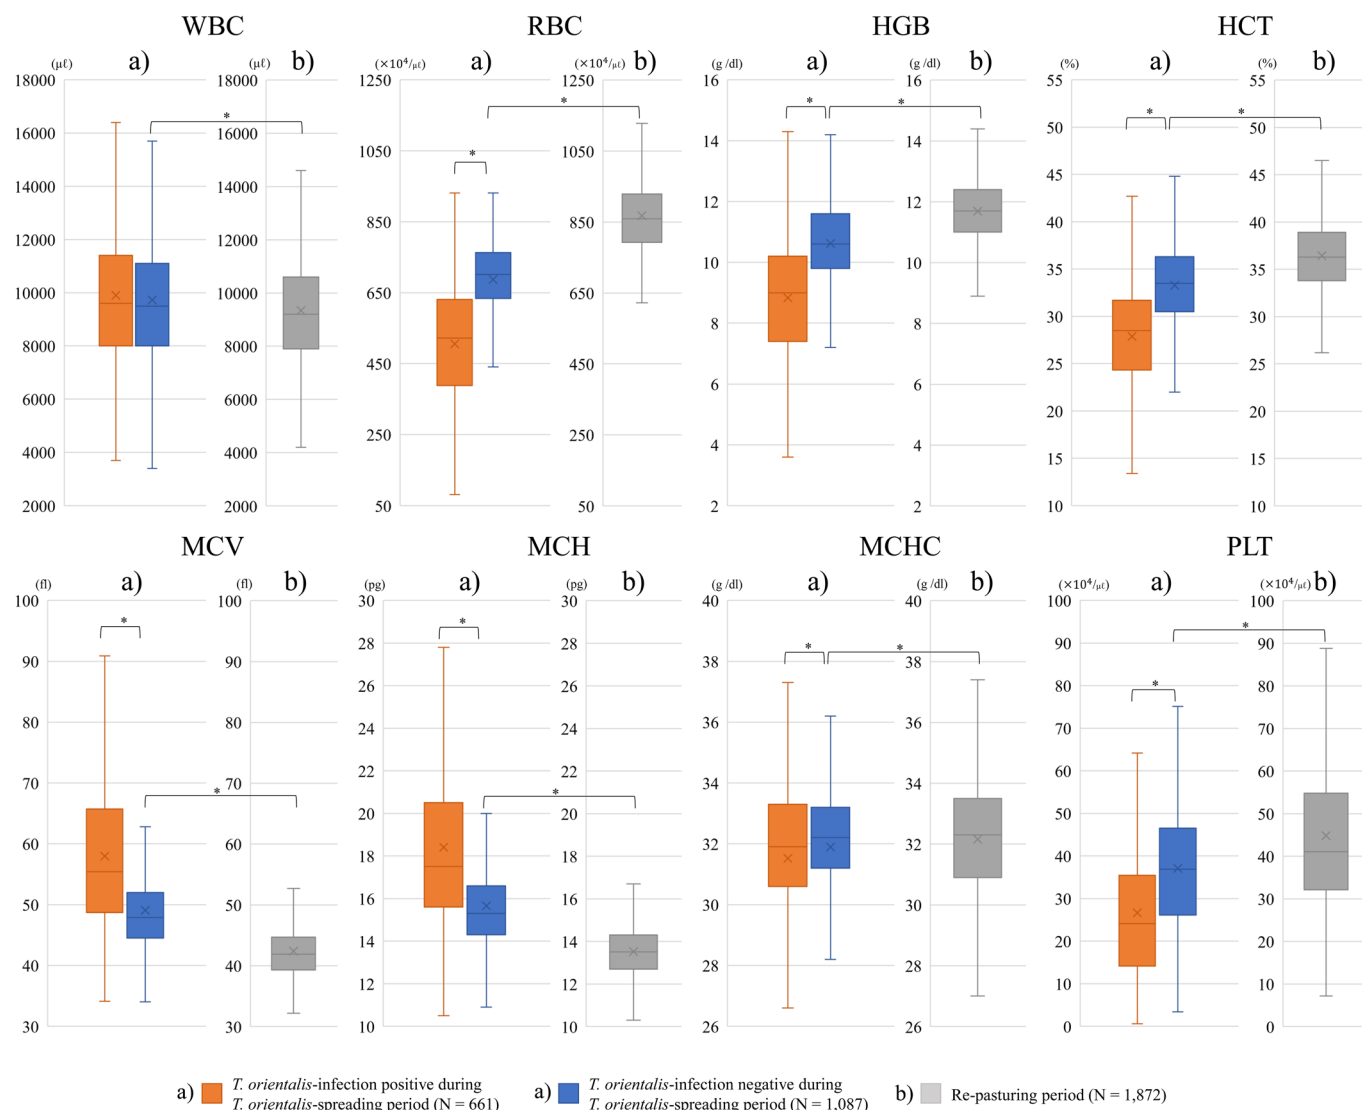 WBC RBC HGB HCT
(µℓ) a) (µℓ) b) (×10⁴/µℓ) a) (×10⁴/µℓ) b) (g /dl) a) (g /dl) b) (%) a) (%) b)
18000 18000 1250 1250 16 16 55 55
* * * * * * *
16000 16000 50 50
1050 1050 14 14
14000 14000 45 45
12000 12000 850 850 12 12 40 40
35 35
10000 10000 650 650 10 10
30 30
8000 8000 450 450 8 8
25 25
6000 6000 6 6 20 20
4000 4000 250 250 4 4 15 15
2000 2000 50 50 2 2 10 10
MCV MCH MCHC PLT
(fl) a) (fl) b) (pg) a) (pg) b) (g /dl) a) (g /dl) b) (×10⁴/µℓ) a) (×10⁴/µℓ) b)
100 100 30 30 40 40 100 100
* * * * * * * *
90 90 28 28 38 38 90 90
80 80 26 26 36 36 80 80
24 24 70 70
70 70 22 22 34 34 60 60
60 60 20 20 32 32 50 50
18 18 40 40
50 50 16 16 30 30 30 30
40 40 14 14 28 28 20 20
12 12 10 10
30 30 10 10 26 26 0 0
a) T. orientalis-infection positive during
T. orientalis-spreading period (N = 661)
a) T. orientalis-infection negative during
T. orientalis-spreading period (N = 1,087)
b) Re-pasturing period (N = 1,872)